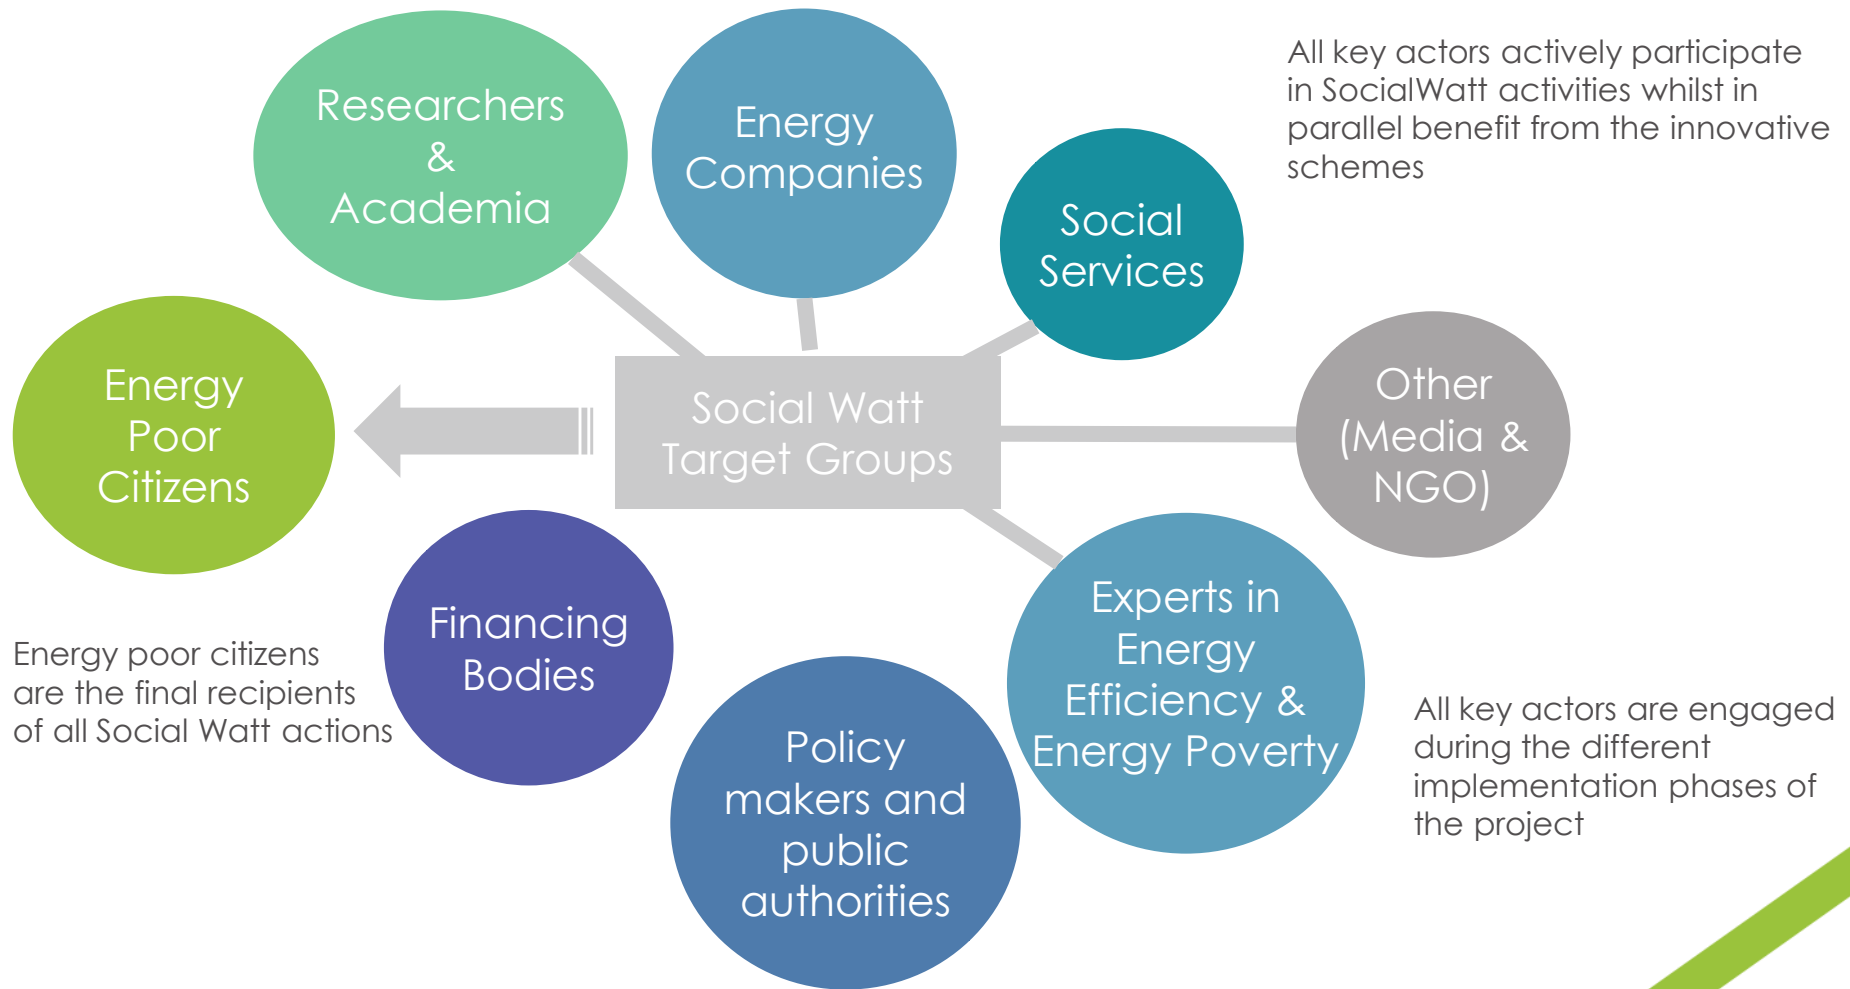 Researchers
&
Academia
Energy
Companies
All key actors actively participate
in SocialWatt activities whilst in
parallel benefit from the innovative
schemes
Social
Services
Energy
Poor
Citizens
Social Watt
Target Groups
Other
(Media &
NGO)
Financing
Bodies
Experts in
Energy
Efficiency &
Energy Poverty
Energy poor citizens
are the final recipients
of all Social Watt actions
Policy
makers and
public
authorities
All key actors are engaged
during the different
implementation phases of
the project